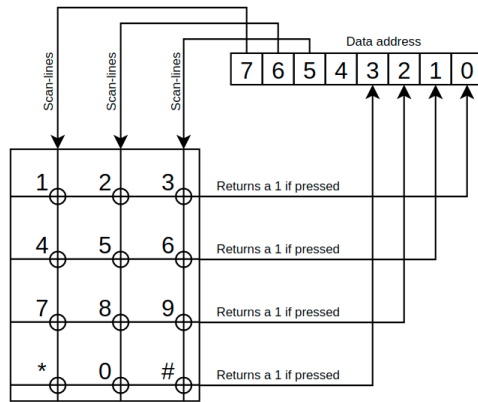 Data address
7 6 5 4 3 2 1 0
Scan-lines
Scan-lines
Scan-lines
1 2 3
Returns a 1 if pressed
4 5 6
Returns a 1 if pressed
7 8 9
Returns a 1 if pressed
* 0 #
Returns a 1 if pressed